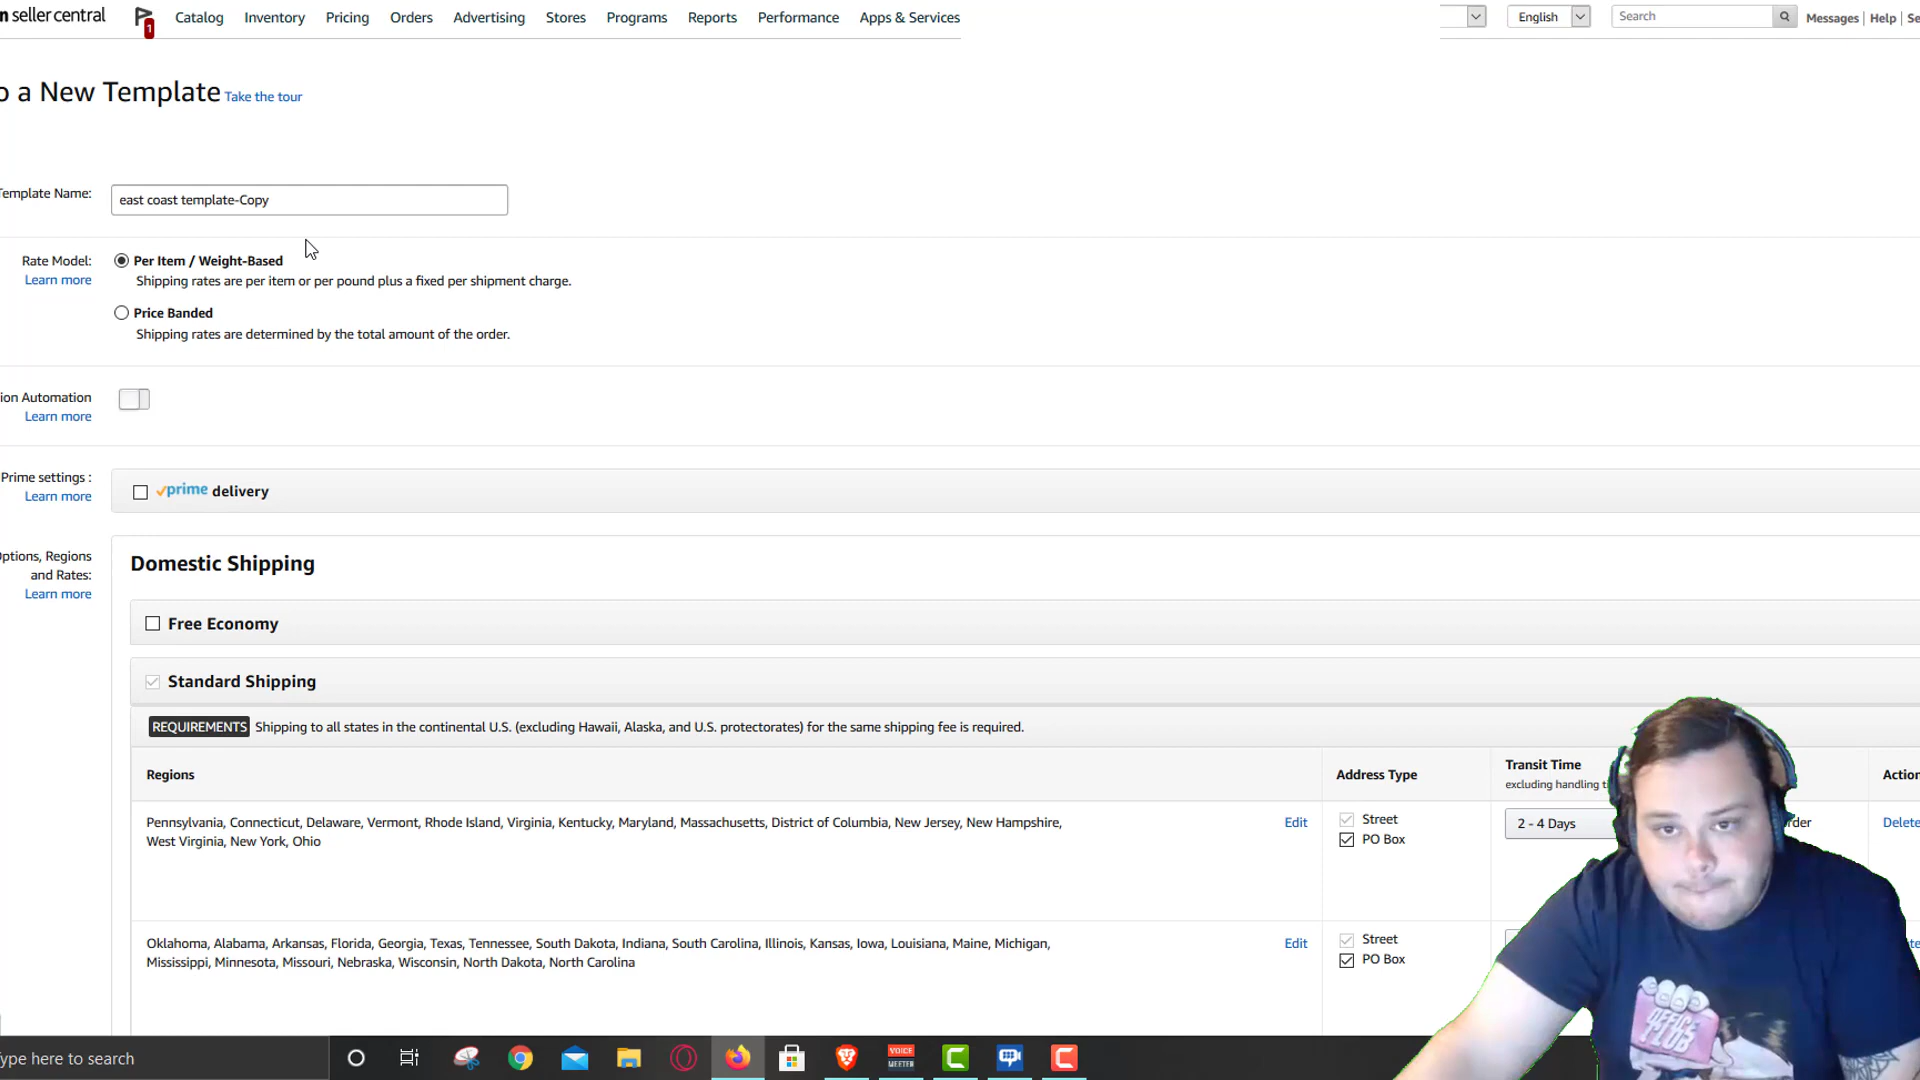 n seller central
1
Catalog Inventory Pricing Orders Advertising Stores Programs Reports Performance Apps & Services
English Search Messages | Help | Se
o a New Template Take the tour
Template Name: east coast template-Copy
Rate Model: Per Item / Weight-Based
Learn more Shipping rates are per item or per pound plus a fixed per shipment charge.
Price Banded
Shipping rates are determined by the total amount of the order.
ion Automation
Learn more
Prime settings :
Learn more
prime delivery
Options, Regions
and Rates:
Learn more
Domestic Shipping
Free Economy
Standard Shipping
REQUIREMENTS Shipping to all states in the continental U.S. (excluding Hawaii, Alaska, and U.S. protectorates) for the same shipping fee is required.
Regions Address Type Transit Time Action
excluding handling t
Pennsylvania, Connecticut, Delaware, Vermont, Rhode Island, Virginia, Kentucky, Maryland, Massachusetts, District of Columbia, New Jersey, New Hampshire, Edit Street 2 - 4 Days rder Delete
West Virginia, New York, Ohio PO Box
Oklahoma, Alabama, Arkansas, Florida, Georgia, Texas, Tennessee, South Dakota, Indiana, South Carolina, Illinois, Kansas, Iowa, Louisiana, Maine, Michigan, Edit Street ete
Mississippi, Minnesota, Missouri, Nebraska, Wisconsin, North Dakota, North Carolina PO Box
ype here to search
VOICE
MEETER